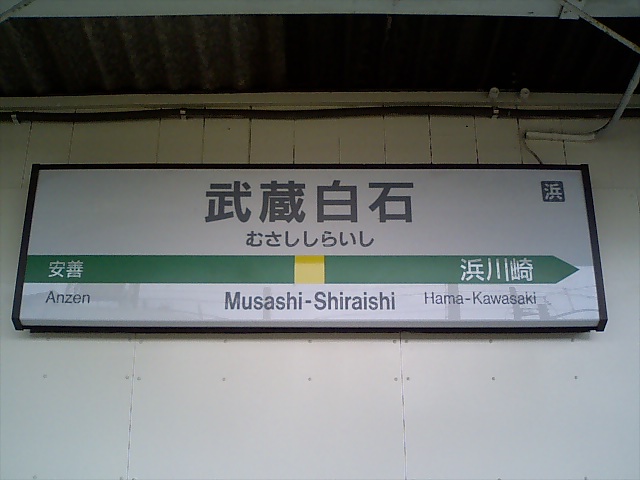 武蔵白石
浜
むさししらいし
安善
浜川崎
Anzen
Musashi-Shiraishi
Hama-Kawasaki